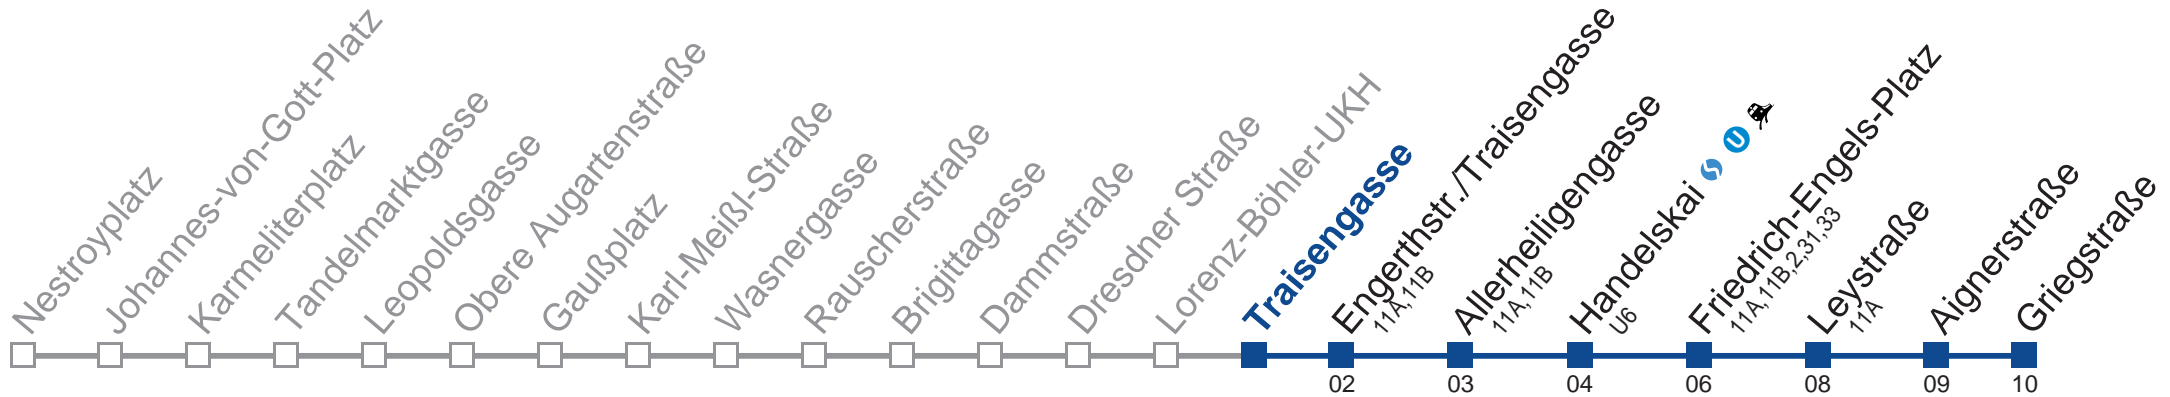 Nestroyplatz
Johannes-von-Gott-Platz
Karmeliterplatz
Tandelmarktgasse
Leopoldsgasse
Obere Augartenstraße
Gaußplatz
Karl-Meißl-Straße
Wasnergasse
Rauscherstraße
Brigittagasse
Dammstraße
Dresdner Straße
Lorenz-Böhler-UKH
Traisengasse
Engerthstr./Traisengasse
11A,11B
02
Allerheiligengasse
11A,11B
03
Handelskai S U
U6
04
Friedrich-Engels-Platz
11A,11B,2,31,33
06
Leystraße
11A
08
Aignerstraße
09
Griegstraße
10